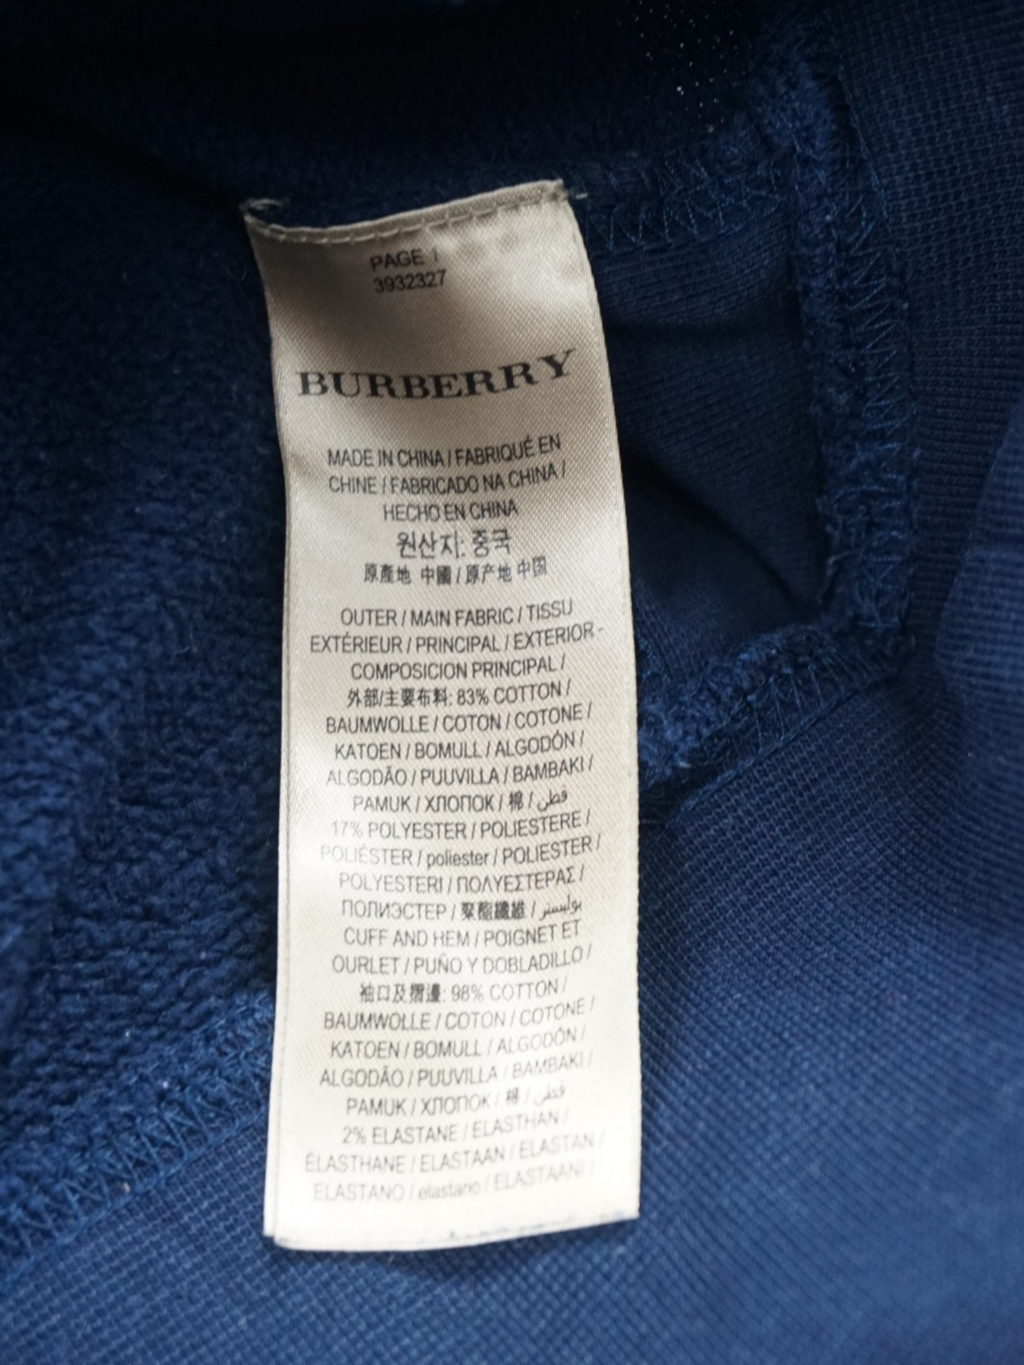 PAGE 1
3932327
BURBERRY
MADE IN CHINA / FABRIQUÉ EN
CHINE / FABRICADO NA CHINA /
HECHO EN CHINA
원산지: 중국
原產地 中國 / 原产地 中国
OUTER / MAIN FABRIC / TISSU
EXTÉRIEUR / PRINCIPAL / EXTERIOR -
COMPOSICION PRINCIPAL /
外部/主要布料: 83% COTTON /
BAUMWOLLE / COTON / COTONE /
KATOEN / BOMULL / ALGODÓN /
ALGODÃO / PUUVILLA / BAMBAKI /
PAMUK / ХЛОПОК / 棉 / قطن
17% POLYESTER / POLIESTERE /
POLIÉSTER / poliester / POLIESTER /
POLYESTERI / ΠΟΛΥΕΣΤΕΡΑΣ /
ПОЛИЭСТЕР / 聚酯纖維 / بوليستر
CUFF AND HEM / POIGNET ET
OURLET / PUÑO Y DOBLADILLO /
袖口及摺邊: 98% COTTON /
BAUMWOLLE / COTON / COTONE /
KATOEN / BOMULL / ALGODÓN /
ALGODÃO / PUUVILLA / BAMBAKI /
PAMUK / ХЛОПОК / 棉 / قطن
2% ELASTANE / ELASTHAN /
ÉLASTHANE / ELASTAAN / ELASTAN /
ELASTANO / elastano / ELASTAANI /